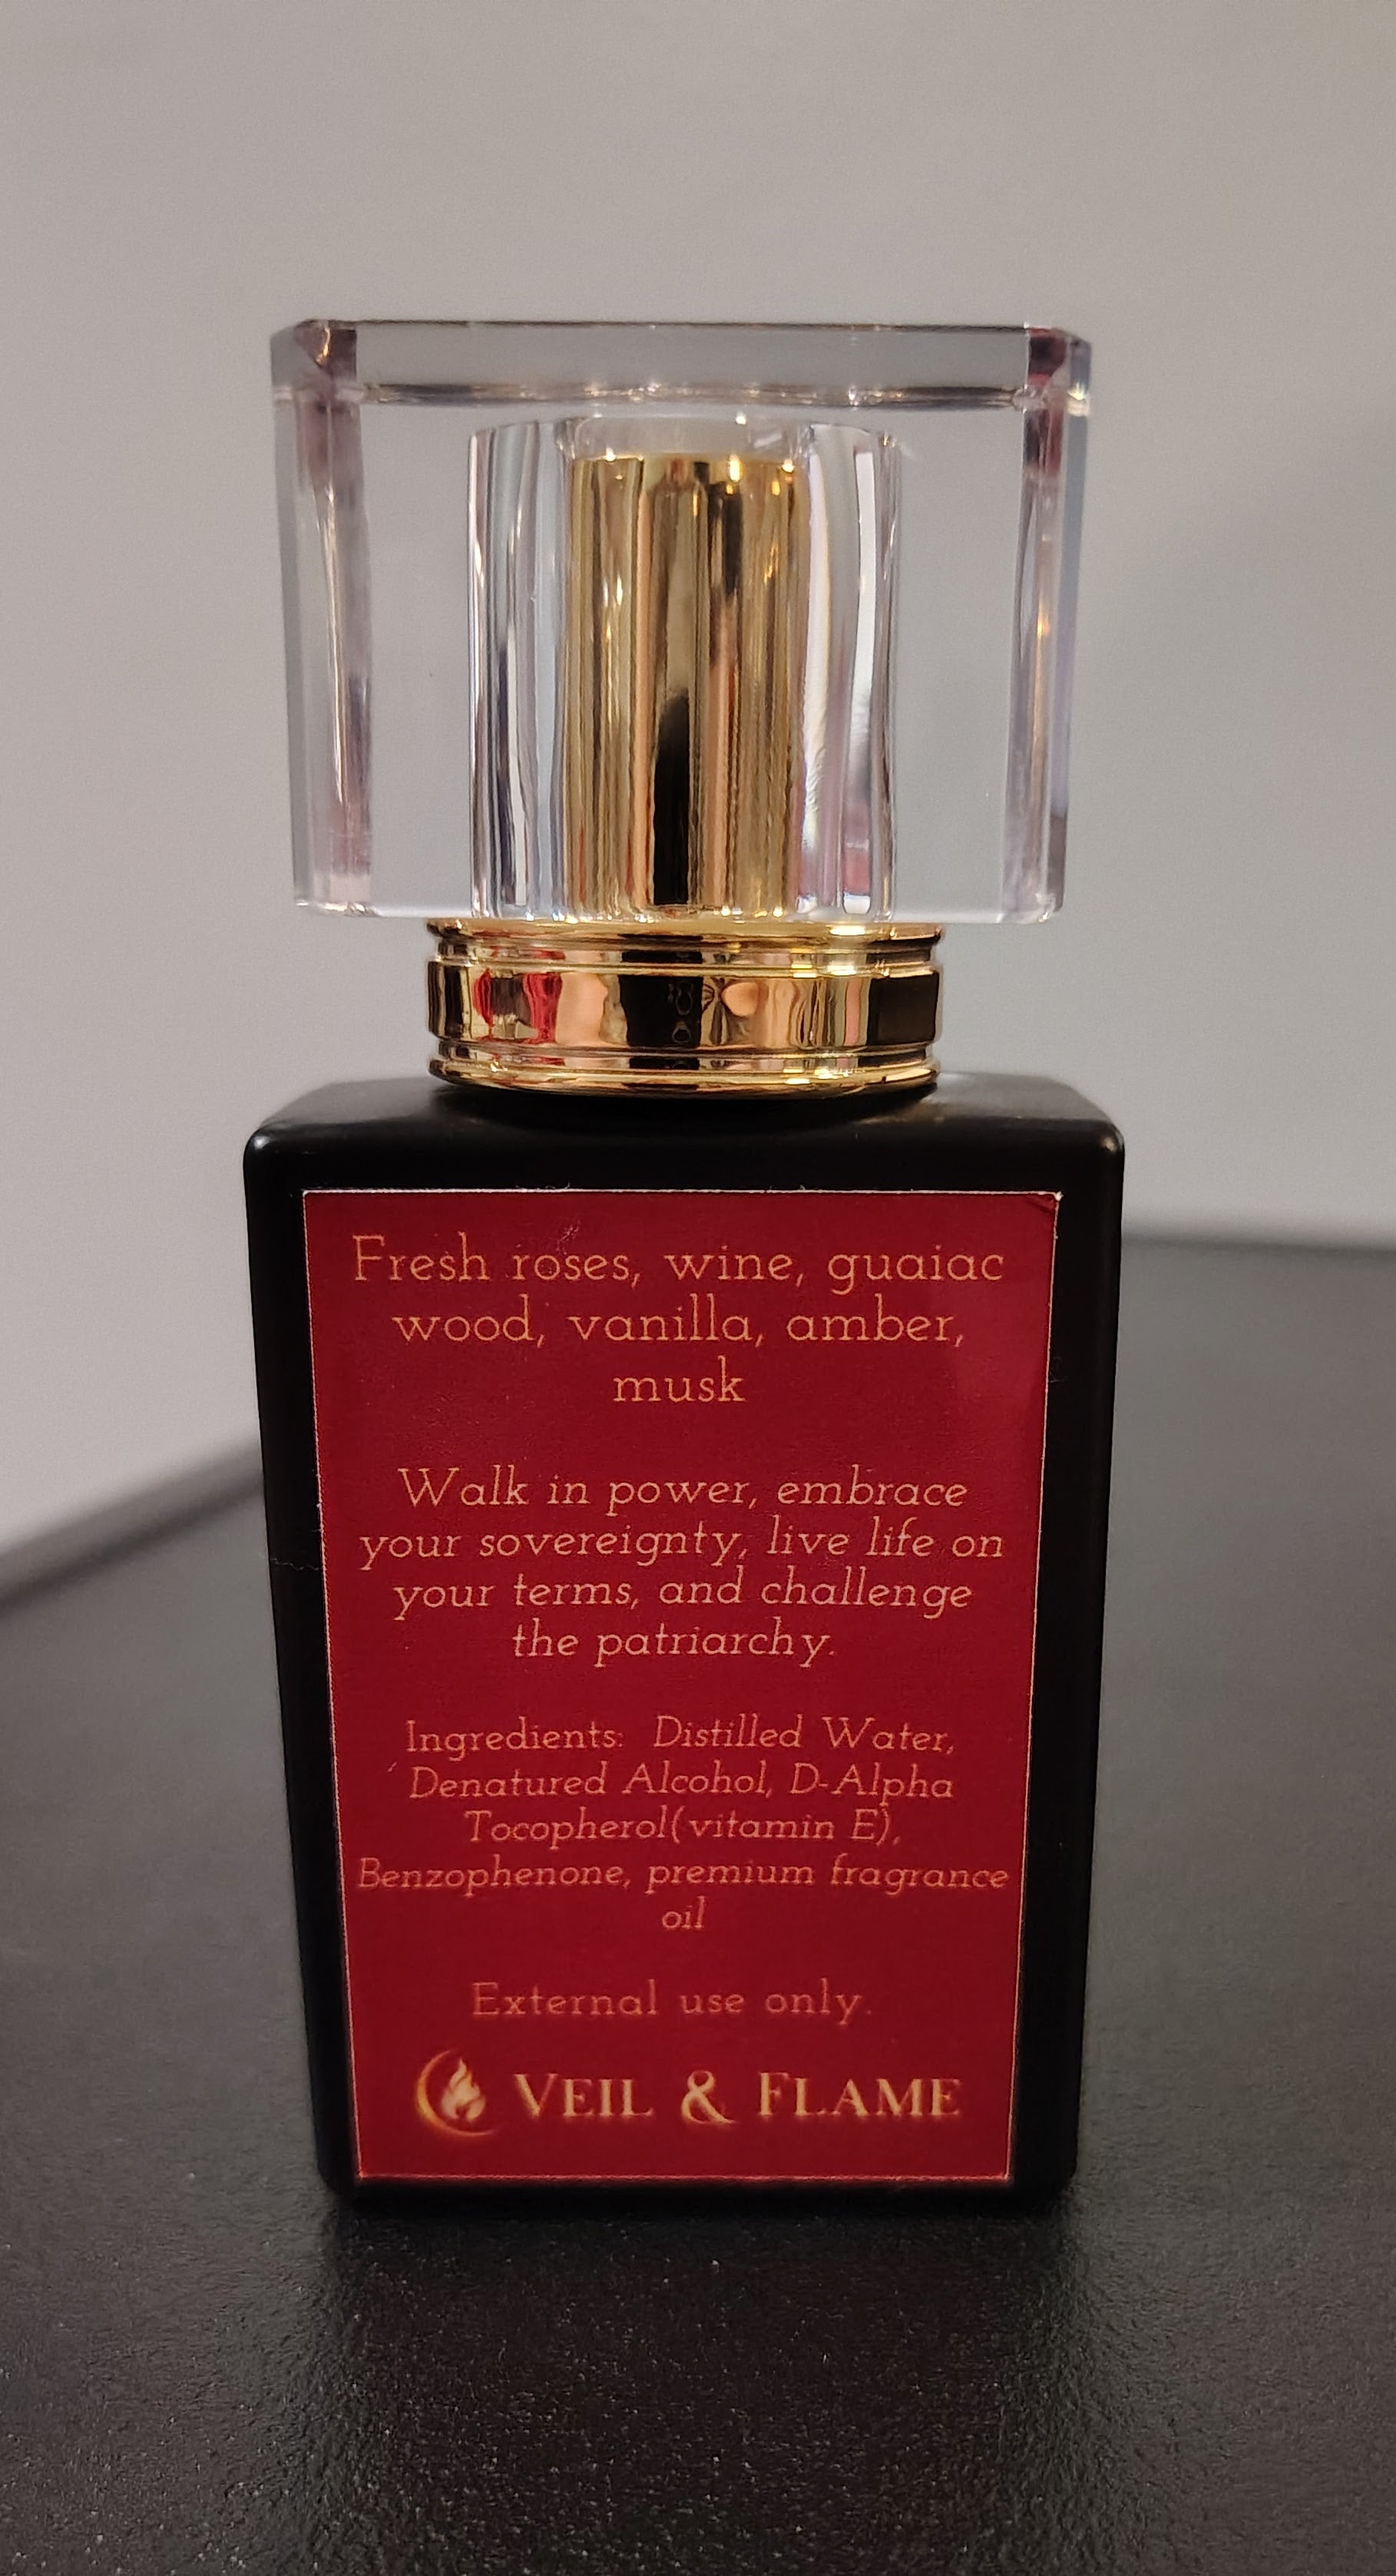 Fresh roses, wine, guaiac
wood, vanilla, amber,
musk
Walk in power, embrace
your sovereignty, live life on
your terms, and challenge
the patriarchy.
Ingredients: Distilled Water,
Denatured Alcohol, D-Alpha
Tocopherol(vitamin E),
Benzophenone, premium fragrance
oil
External use only.
VEIL & FLAME